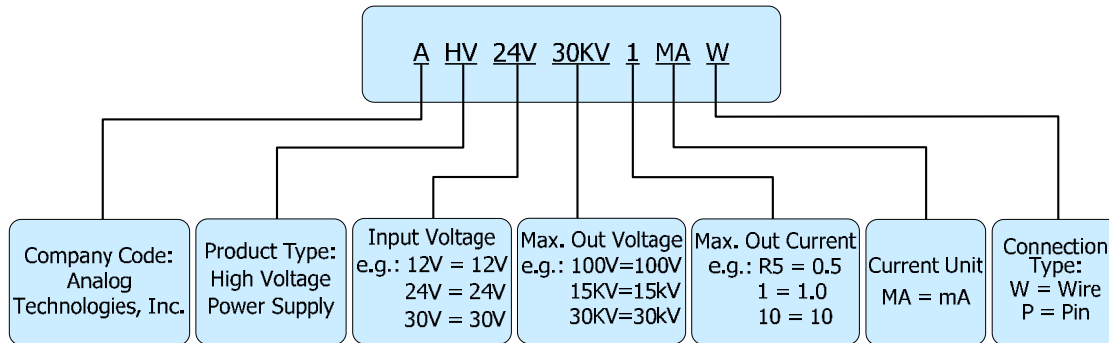 A HV 24V 30KV 1 MA W
Company Code:
Analog
Technologies, Inc.
Product Type:
High Voltage
Power Supply
Input Voltage
e.g.: 12V = 12V
24V = 24V
30V = 30V
Max. Out Voltage
e.g.: 100V=100V
15KV=15kV
30KV=30kV
Max. Out Current
e.g.: R5 = 0.5
1 = 1.0
10 = 10
Current Unit
MA = mA
Connection
Type:
W = Wire
P = Pin